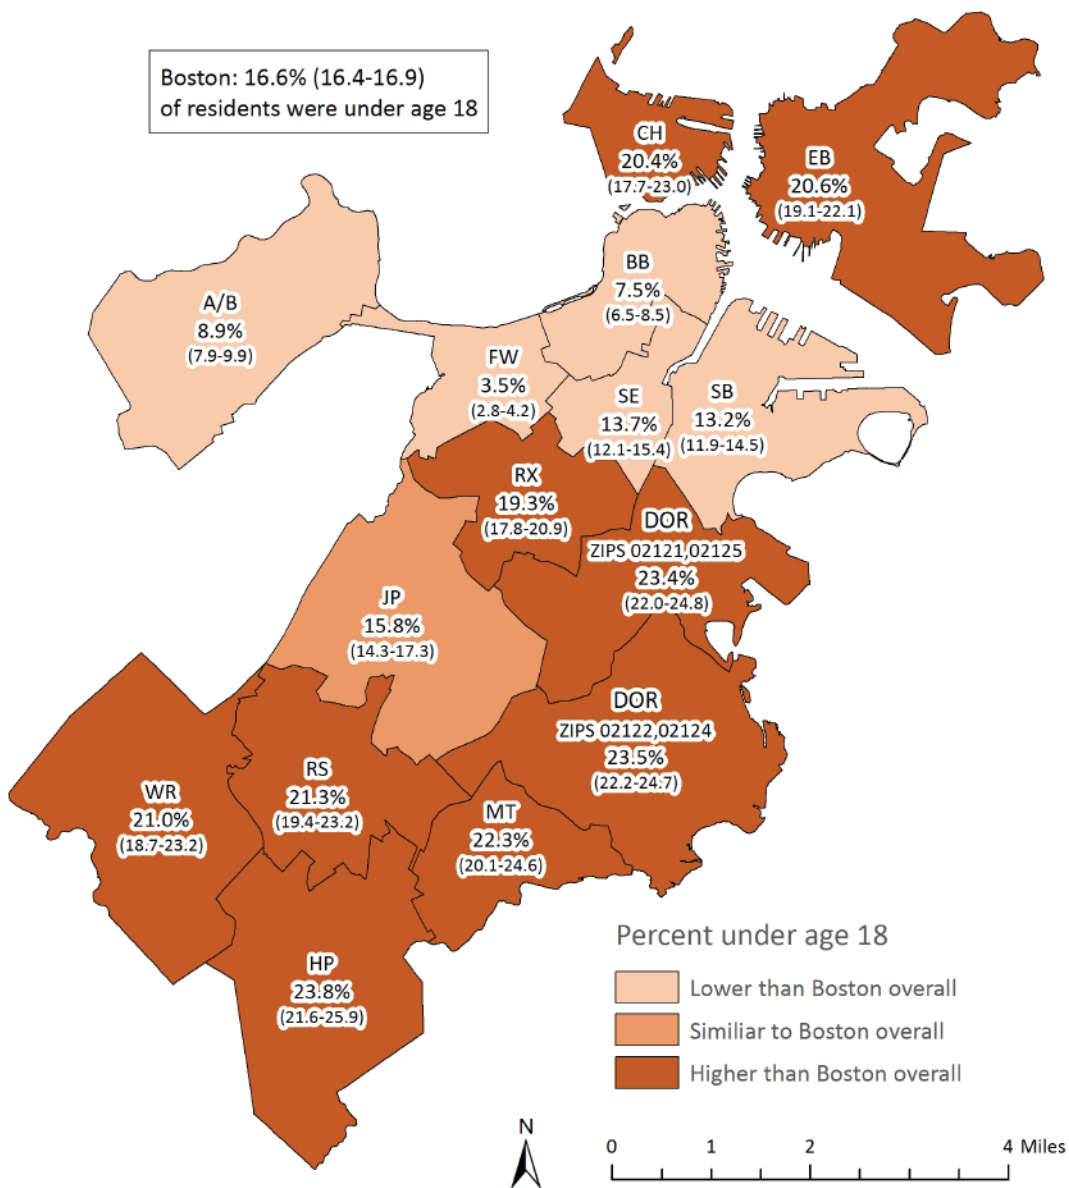 Boston: 16.6% (16.4-16.9)
of residents were under age 18
CH
20.4%
(17.7-23.0)
EB
20.6%
(19.1-22.1)
BB
7.5%
(6.5-8.5)
A/B
8.9%
(7.9-9.9)
FW
3.5%
(2.8-4.2)
SE
13.7%
(12.1-15.4)
SB
13.2%
(11.9-14.5)
RX
19.3%
(17.8-20.9)
DOR
ZIPS 02121,02125
23.4%
(22.0-24.8)
JP
15.8%
(14.3-17.3)
DOR
ZIPS 02122,02124
23.5%
(22.2-24.7)
RS
21.3%
(19.4-23.2)
WR
21.0%
(18.7-23.2)
MT
22.3%
(20.1-24.6)
HP
23.8%
(21.6-25.9)
Percent under age 18
Lower than Boston overall
Similiar to Boston overall
Higher than Boston overall
N
0 1 2 4 Miles